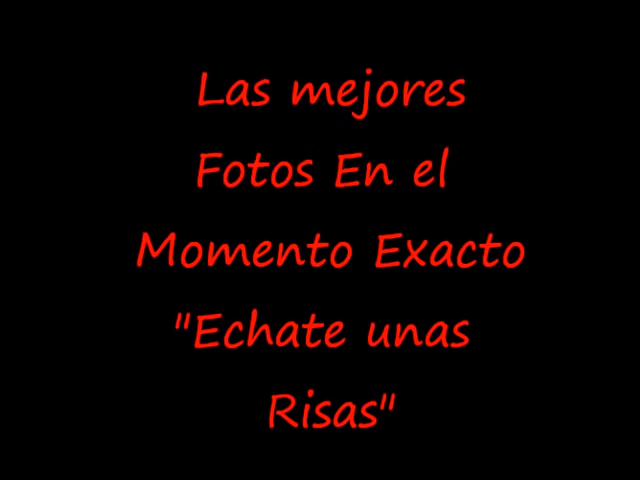 Las mejores
Fotos En el
Momento Exacto
"Echate unas
Risas"